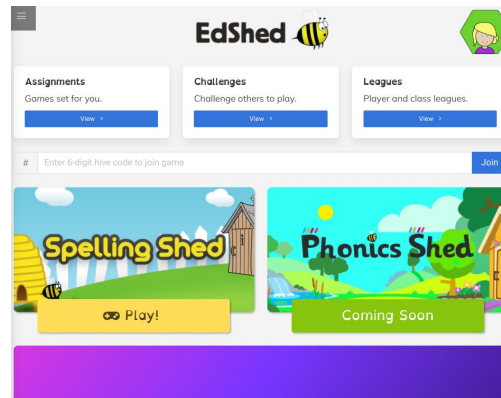 EdShed
Assignments
Games set for you.
View ›
Challenges
Challenge others to play.
View ›
Leagues
Player and class leagues.
View ›
# Enter 6-digit hive code to join game Join
Spelling Shed
Play!
Phonics Shed
Coming Soon